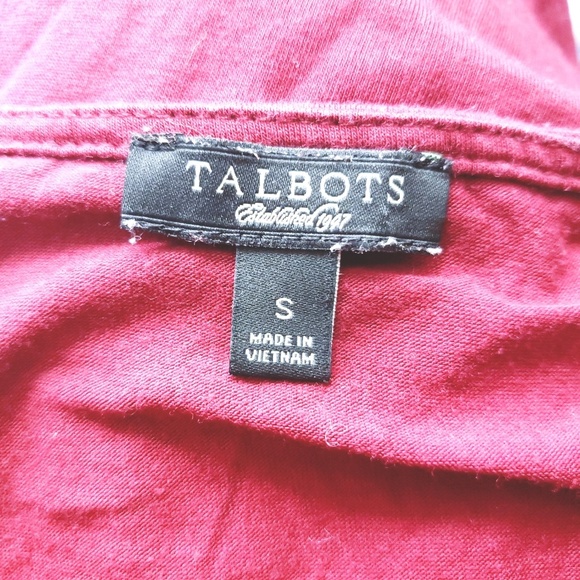 TALBOTS
Established 1947
S
MADE IN
VIETNAM